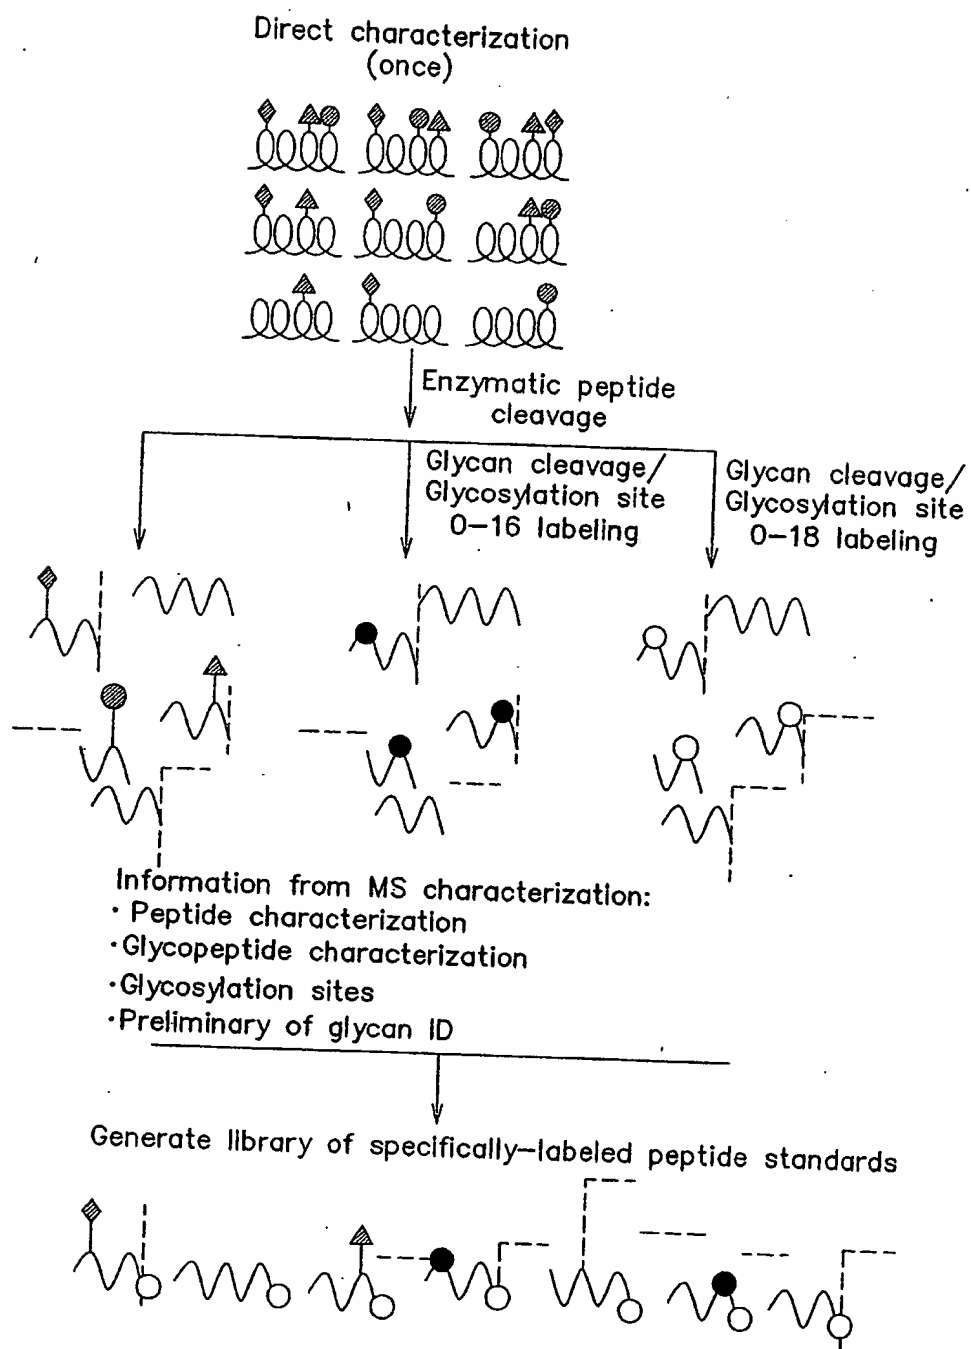 Direct characterization
(once)
Enzymatic peptide
cleavage
Glycan cleavage/
Glycosylation site
O-16 labeling
Glycan cleavage/
Glycosylation site
O-18 labeling
Information from MS characterization:
· Peptide characterization
·Glycopeptide characterization
·Glycosylation sites
·Preliminary of glycan ID
Generate library of specifically-labeled peptide standards